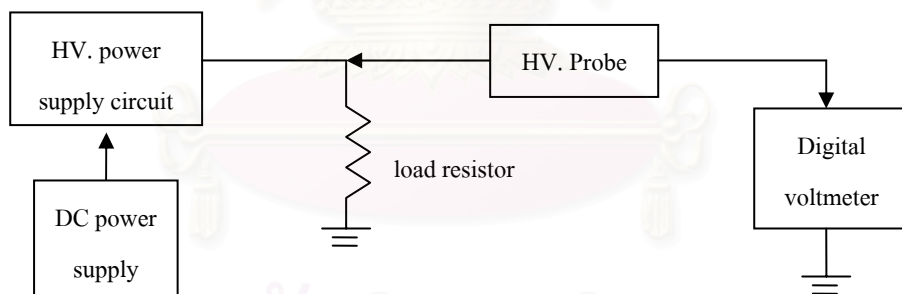 HV. power
supply circuit
HV. Probe
load resistor
Digital
voltmeter
DC power
supply